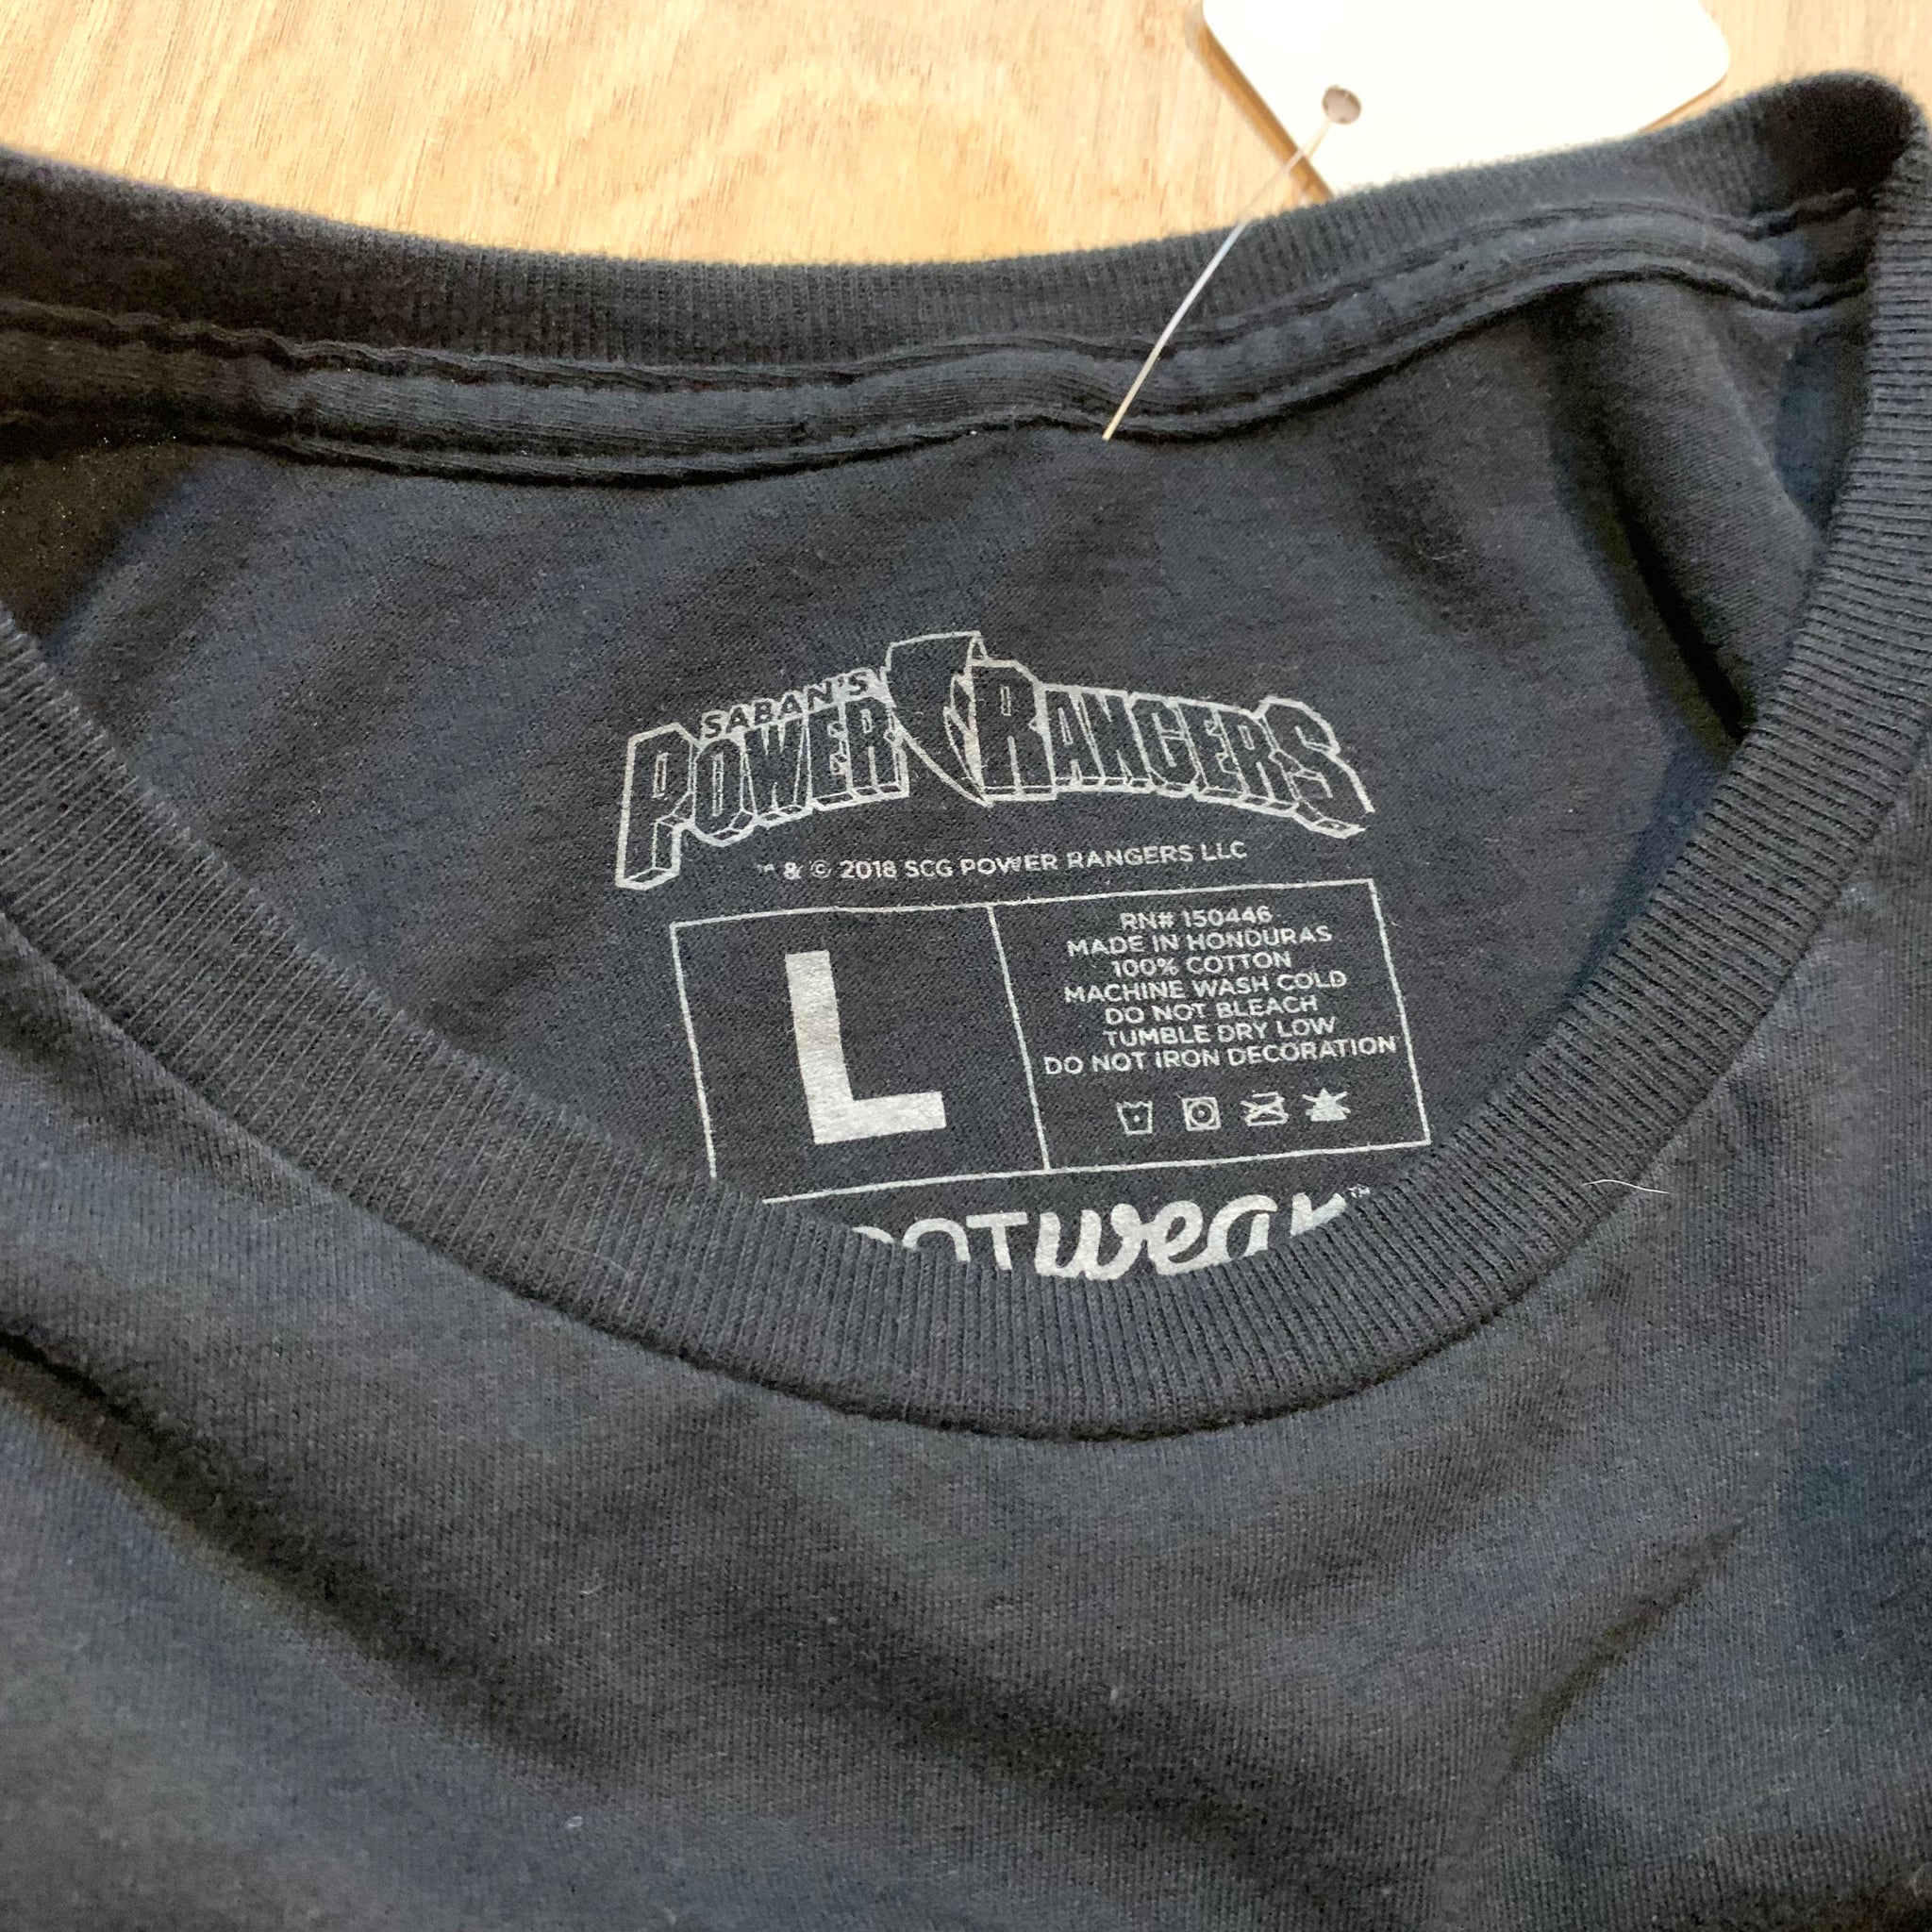 SABAN'S
POWER RANGERS
™ & © 2018 SCG POWER RANGERS LLC
L
RN# 150446
MADE IN HONDURAS
100% COTTON
MACHINE WASH COLD
DO NOT BLEACH
TUMBLE DRY LOW
DO NOT IRON DECORATION
wear™